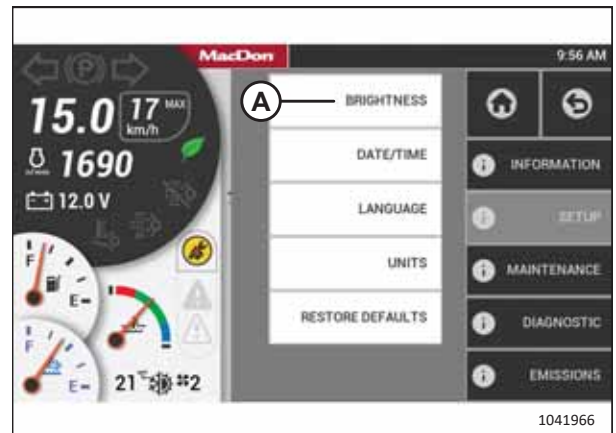 MacDon
9:56 AM
P
15.0 17 MAX km/h
1690
12.0 V
F
E
F
E
21°C 2
A
BRIGHTNESS
DATE/TIME
LANGUAGE
UNITS
RESTORE DEFAULTS
INFORMATION
SETUP
MAINTENANCE
DIAGNOSTIC
EMISSIONS
1041966